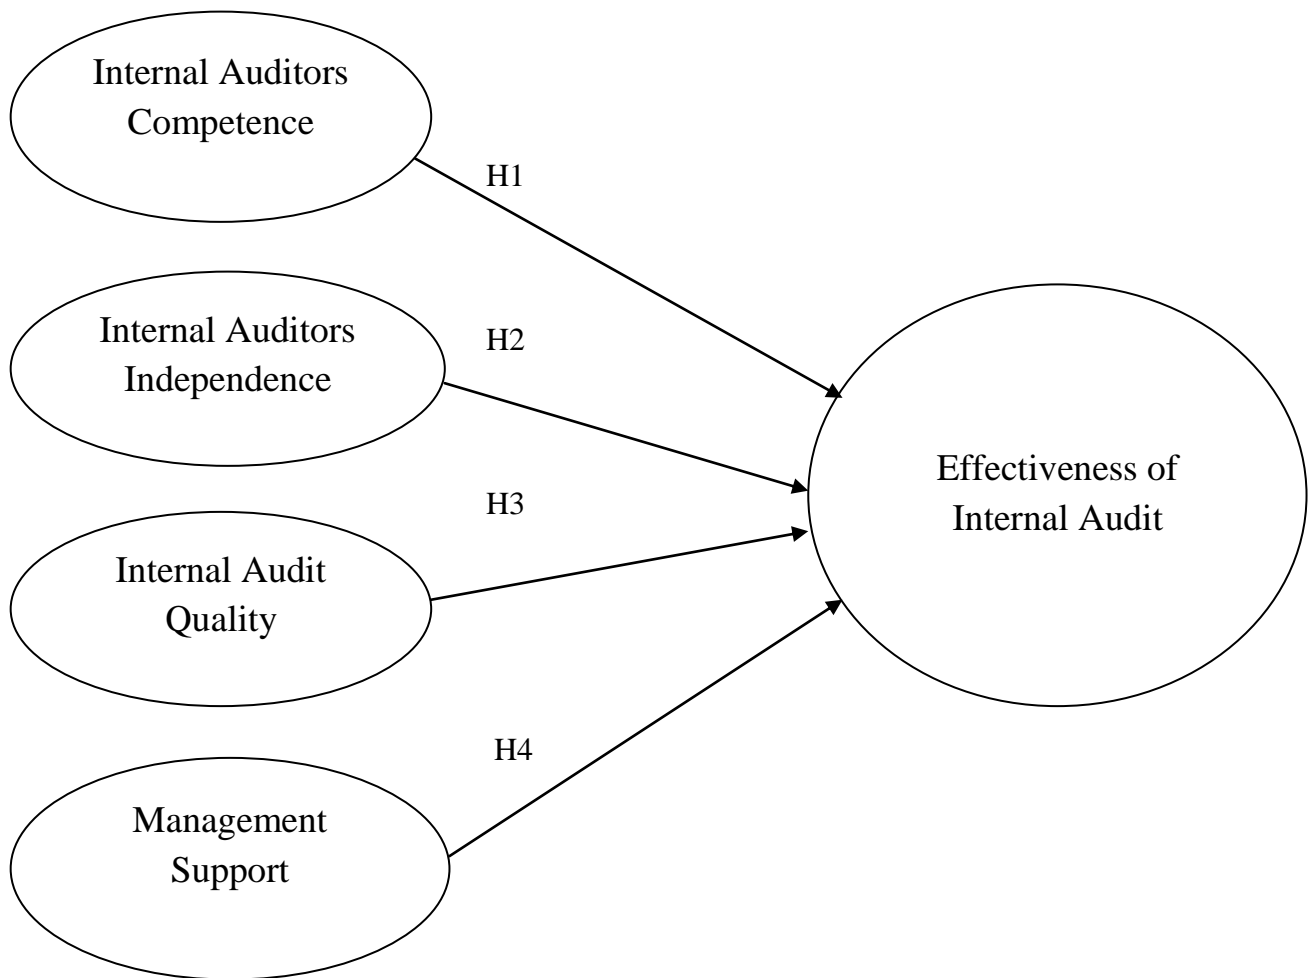 Internal Auditors
Competence
H1
Internal Auditors
Independence
H2
H3
Effectiveness of
Internal Audit
Internal Audit
Quality
H4
Management
Support